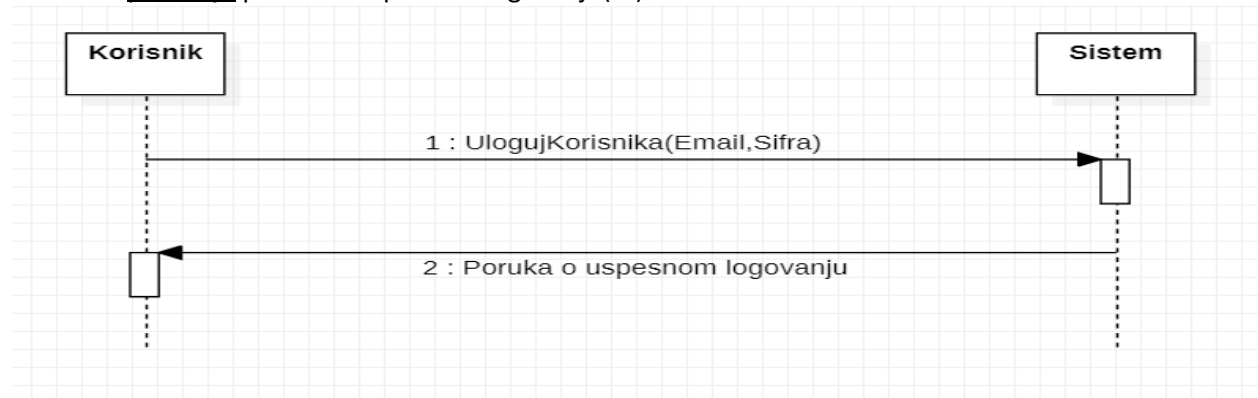 Korisnik
Sistem
1 : UlogujKorisnika(Email,Sifra)
2 : Poruka o uspesnom logovanju